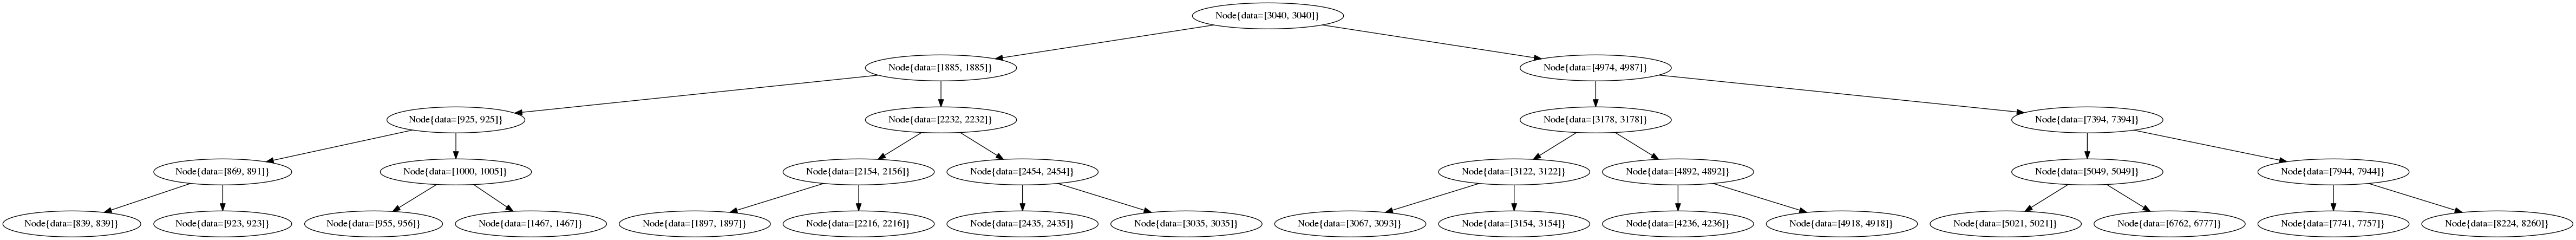 Node{data=[3040, 3040]}
Node{data=[1885, 1885]}
Node{data=[4974, 4987]}
Node{data=[925, 925]}
Node{data=[2232, 2232]}
Node{data=[3178, 3178]}
Node{data=[7394, 7394]}
Node{data=[869, 891]}
Node{data=[1000, 1005]}
Node{data=[2154, 2156]}
Node{data=[2454, 2454]}
Node{data=[3122, 3122]}
Node{data=[4892, 4892]}
Node{data=[5049, 5049]}
Node{data=[7944, 7944]}
Node{data=[839, 839]}
Node{data=[923, 923]}
Node{data=[955, 956]}
Node{data=[1467, 1467]}
Node{data=[1897, 1897]}
Node{data=[2216, 2216]}
Node{data=[2435, 2435]}
Node{data=[3035, 3035]}
Node{data=[3067, 3093]}
Node{data=[3154, 3154]}
Node{data=[4236, 4236]}
Node{data=[4918, 4918]}
Node{data=[5021, 5021]}
Node{data=[6762, 6777]}
Node{data=[7741, 7757]}
Node{data=[8224, 8260]}